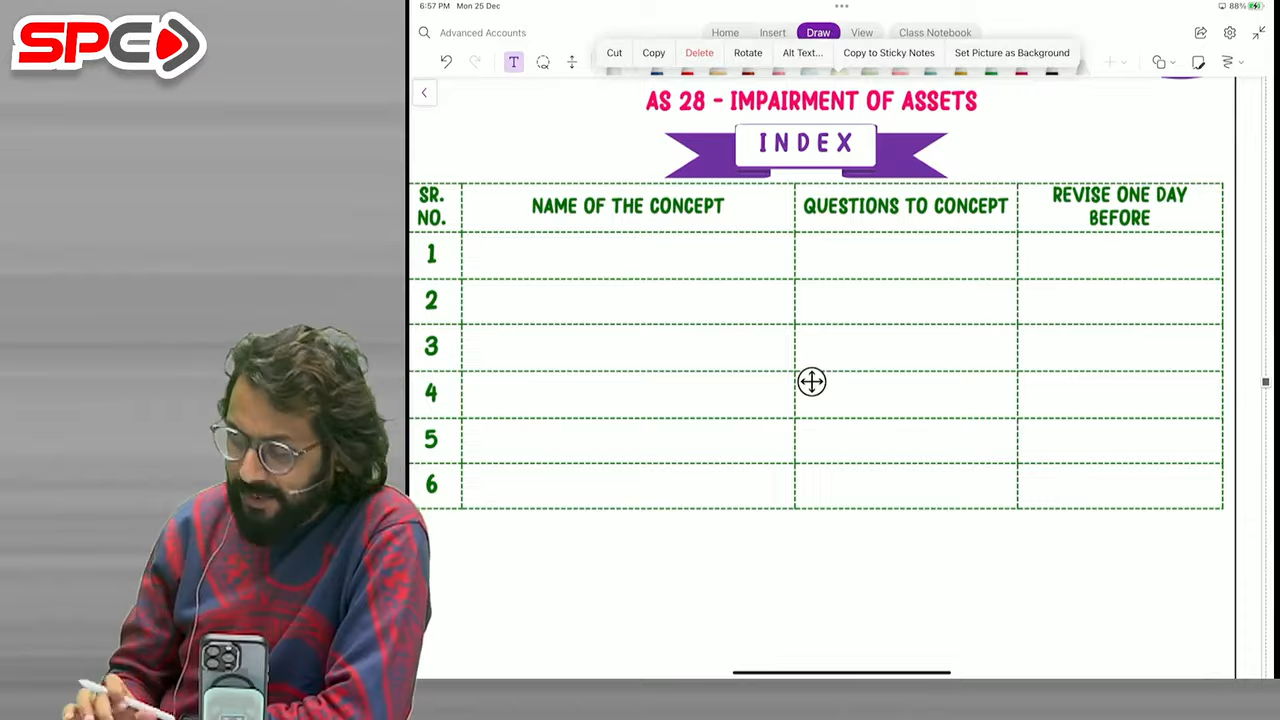 SPC
6:57 PM Mon 25 Dec
88%
Advanced Accounts
Home Insert Draw View Class Notebook
T
Cut Copy Delete Rotate Alt Text... Copy to Sticky Notes Set Picture as Background
AS 28 - IMPAIRMENT OF ASSETS
INDEX
SR. NO. NAME OF THE CONCEPT QUESTIONS TO CONCEPT REVISE ONE DAY BEFORE
1
2
3
4
5
6